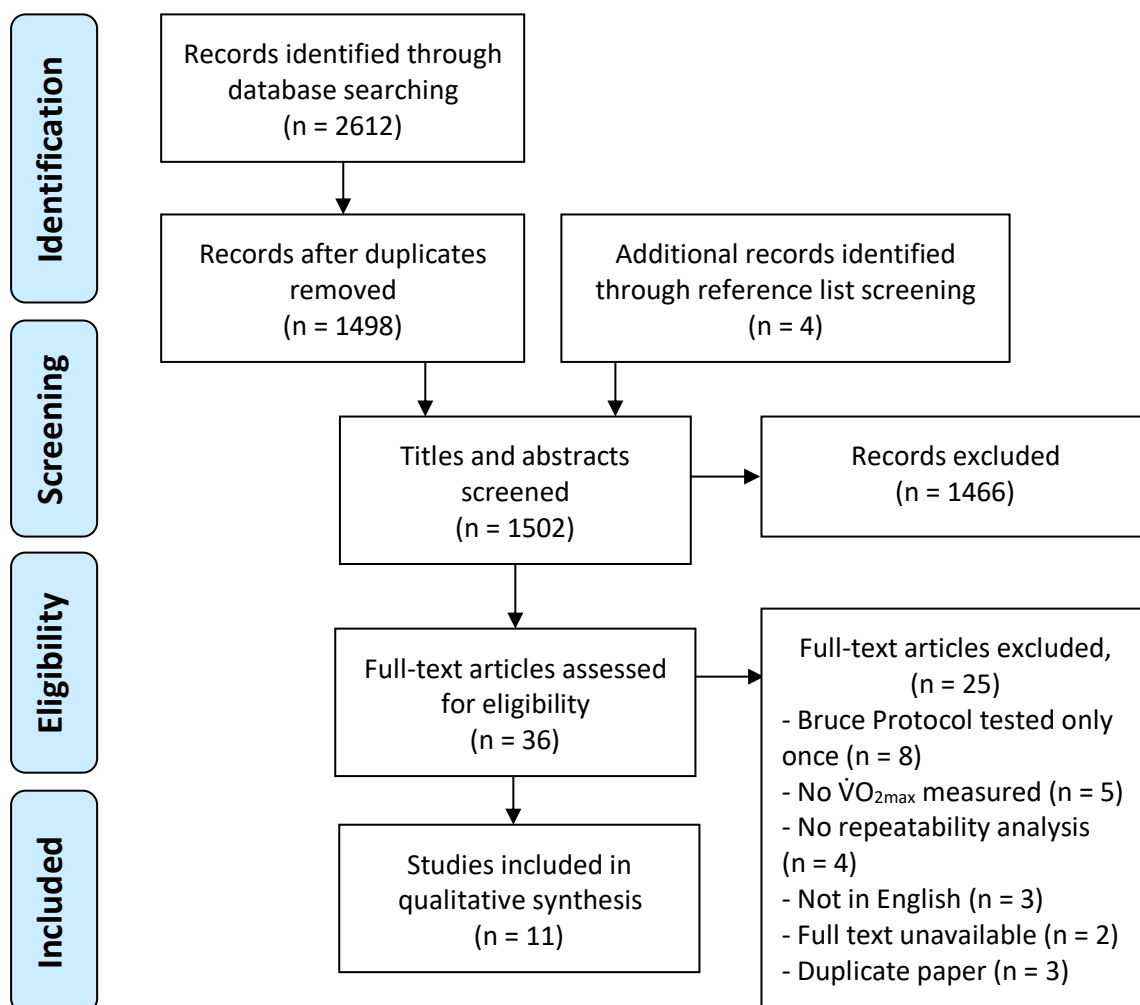 Identification
Records identified through
database searching
(n = 2612)
Records after duplicates
removed
(n = 1498)
Additional records identified
through reference list screening
(n = 4)
Screening
Titles and abstracts
screened
(n = 1502)
Records excluded
(n = 1466)
Eligibility
Full-text articles assessed
for eligibility
(n = 36)
Full-text articles excluded,
(n = 25)
- Bruce Protocol tested only
once (n = 8)
- No V̇O₂ₘₐₓ measured (n = 5)
- No repeatability analysis
(n = 4)
- Not in English (n = 3)
- Full text unavailable (n = 2)
- Duplicate paper (n = 3)
Included
Studies included in
qualitative synthesis
(n = 11)